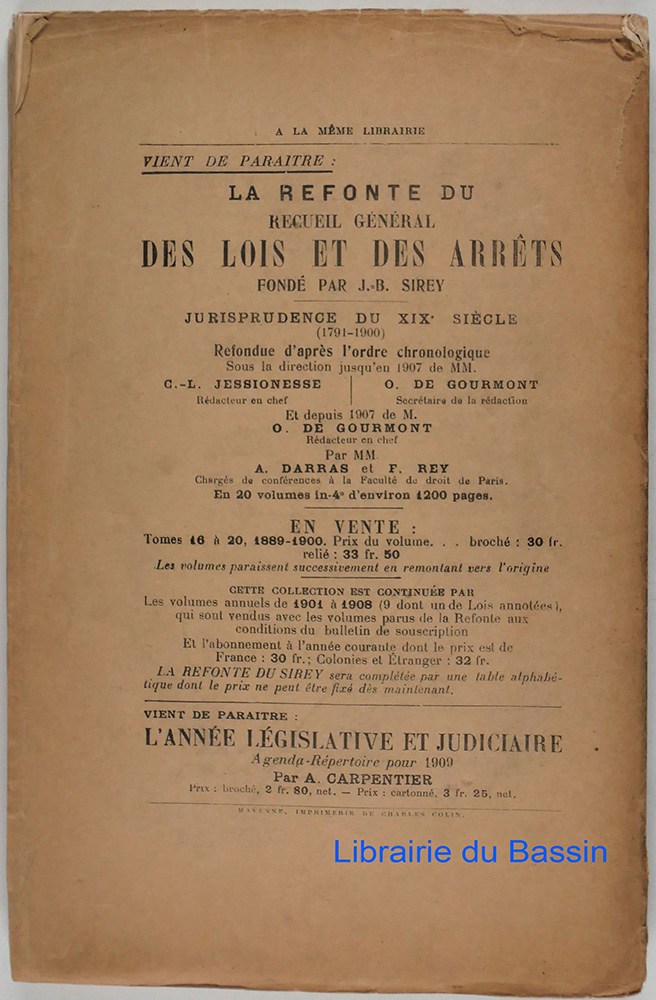 A LA MÊME LIBRAIRIE
VIENT DE PARAITRE :
LA REFONTE DU
RECUEIL GÉNÉRAL
DES LOIS ET DES ARRÊTS
FONDÉ PAR J.-B. SIREY
JURISPRUDENCE DU XIXe SIÈCLE
(1791-1900)
Refondue d'après l'ordre chronologique
Sous la direction jusqu'en 1907 de MM.
C.-L. JESSIONESSE | O. DE GOURMONT
Rédacteur en chef | Secrétaire de la rédaction
Et depuis 1907 de M.
O. DE GOURMONT
Rédacteur en chef
Par MM.
A. DARRAS et F. REY
Chargés de conférences à la Faculté de droit de Paris.
En 20 volumes in-4° d'environ 1200 pages.
EN VENTE :
Tomes 16 à 20, 1889-1900. Prix du volume. . . broché : 30 fr.
relié : 33 fr. 50
Les volumes paraissent successivement en remontant vers l'origine
CETTE COLLECTION EST CONTINUÉE PAR
Les volumes annuels de 1901 à 1908 (9 dont un de Lois annotées),
qui sont vendus avec les volumes parus de la Refonte aux
conditions du bulletin de souscription
Et l'abonnement à l'année courante dont le prix est de
France : 30 fr.; Colonies et Étranger : 32 fr.
LA REFONTE DU SIREY sera complétée par une table alphabé-
tique dont le prix ne peut être fixé dès maintenant.
VIENT DE PARAITRE :
L'ANNÉE LÉGISLATIVE ET JUDICIAIRE
Agenda-Répertoire pour 1909
Par A. CARPENTIER
Prix : broché, 2 fr. 80, net. — Prix : cartonné, 3 fr. 25, net.
MAYENNE, IMPRIMERIE DE CHARLES COLIN.
Librairie du Bassin